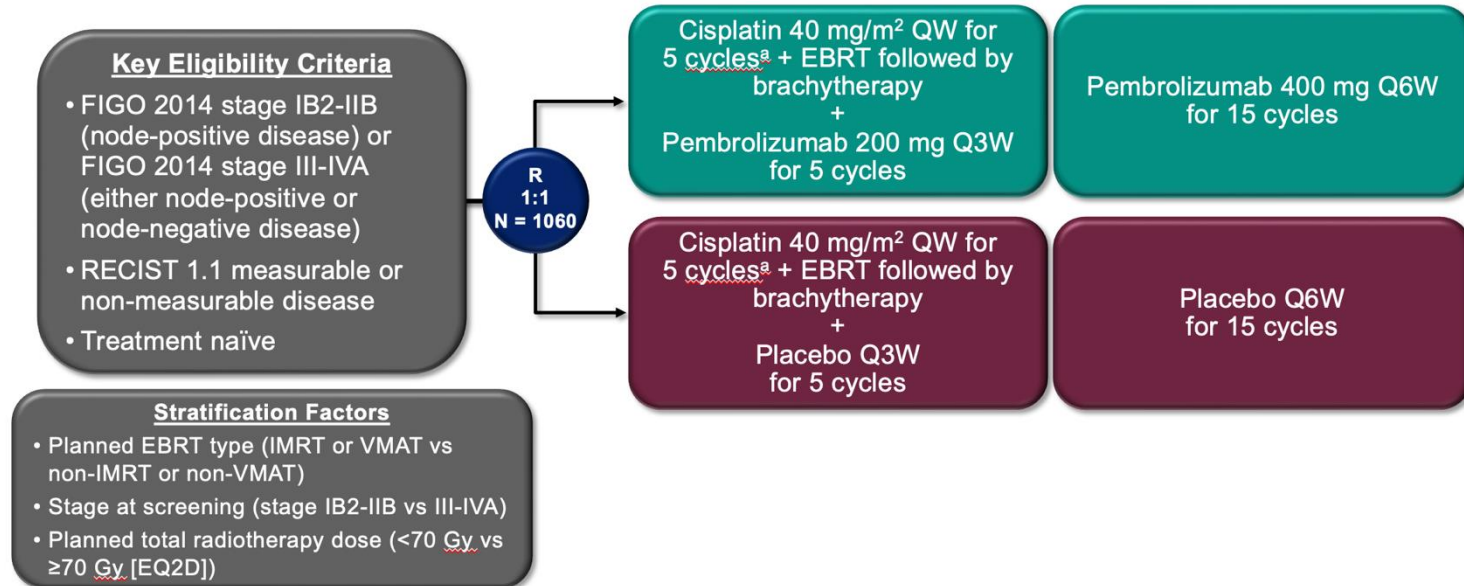 Key Eligibility Criteria
• FIGO 2014 stage IB2-IIB
(node-positive disease) or
FIGO 2014 stage III-IVA
(either node-positive or
node-negative disease)
• RECIST 1.1 measurable or
non-measurable disease
• Treatment naïve
Stratification Factors
• Planned EBRT type (IMRT or VMAT vs
non-IMRT or non-VMAT)
• Stage at screening (stage IB2-IIB vs III-IVA)
• Planned total radiotherapy dose (<70 Gy vs
≥70 Gy [EQ2D])
R
1:1
N = 1060
Cisplatin 40 mg/m² QW for
5 cyclesᵃ + EBRT followed by
brachytherapy
+
Pembrolizumab 200 mg Q3W
for 5 cycles
Pembrolizumab 400 mg Q6W
for 15 cycles
Cisplatin 40 mg/m² QW for
5 cyclesᵃ + EBRT followed by
brachytherapy
+
Placebo Q3W
for 5 cycles
Placebo Q6W
for 15 cycles